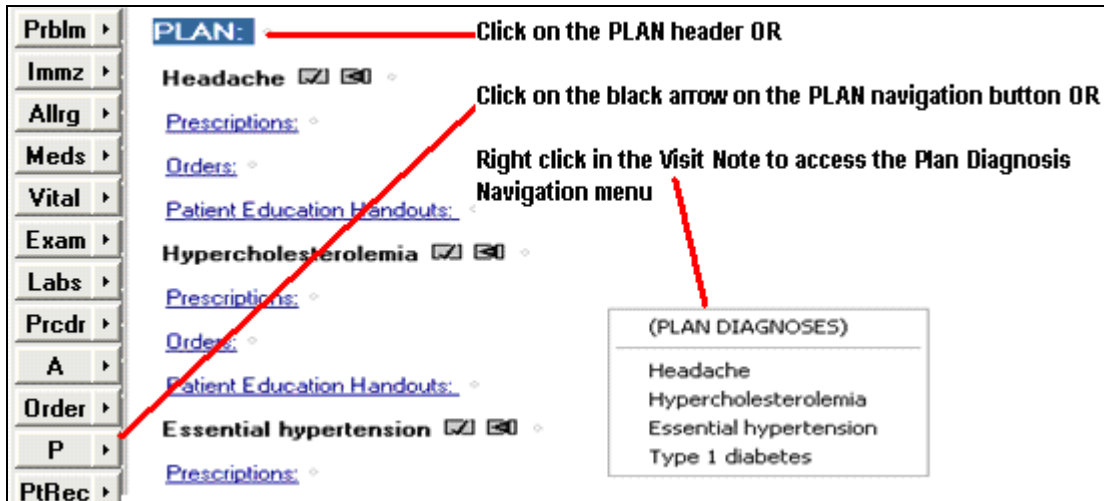 Prblm
Immz
Allrg
Meds
Vital
Exam
Labs
Prcdr
A
Order
P
PtRec
PLAN:
Headache
Prescriptions:
Orders:
Patient Education Handouts:
Hypercholesterolemia
Prescriptions:
Orders:
Patient Education Handouts:
Essential hypertension
Prescriptions:
Click on the PLAN header OR
Click on the black arrow on the PLAN navigation button OR
Right click in the Visit Note to access the Plan Diagnosis
Navigation menu
(PLAN DIAGNOSES)
Headache
Hypercholesterolemia
Essential hypertension
Type 1 diabetes